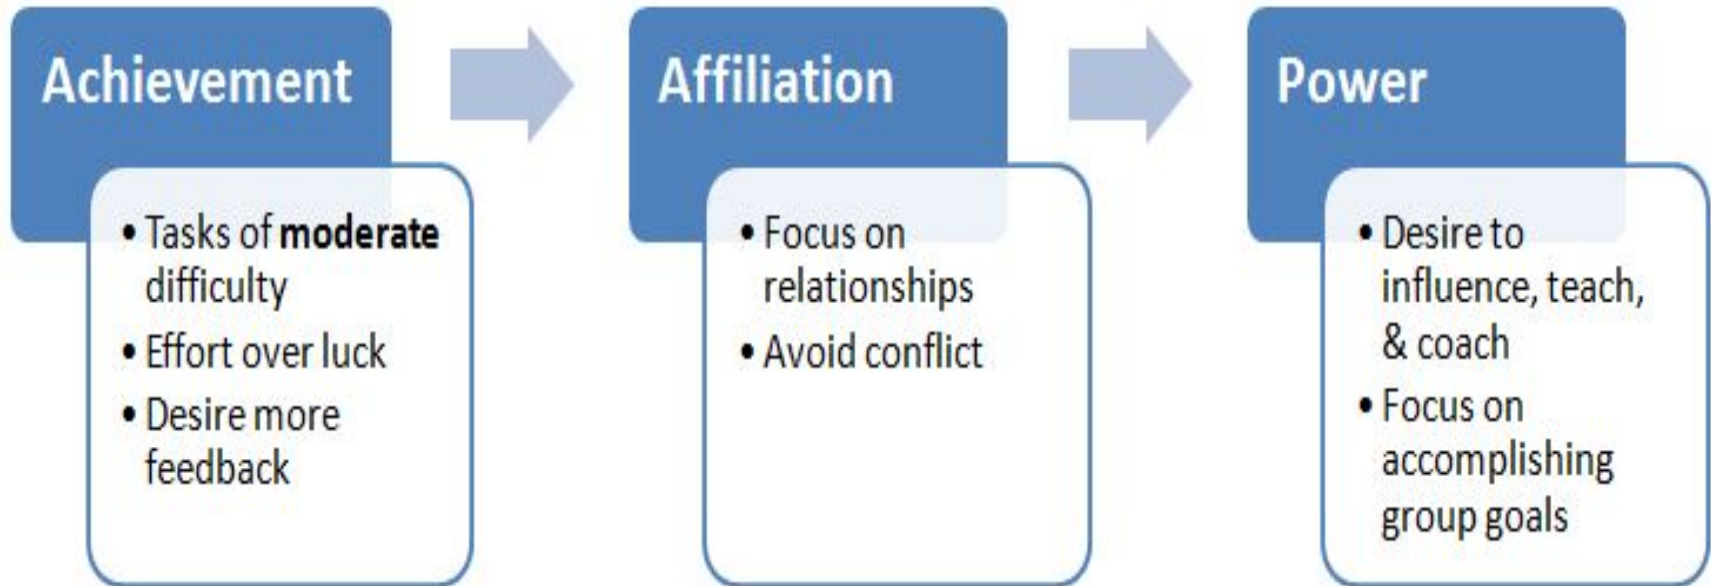 Achievement
• Tasks of moderate
difficulty
• Effort over luck
• Desire more
feedback
Affiliation
• Focus on
relationships
• Avoid conflict
Power
• Desire to
influence, teach,
& coach
• Focus on
accomplishing
group goals